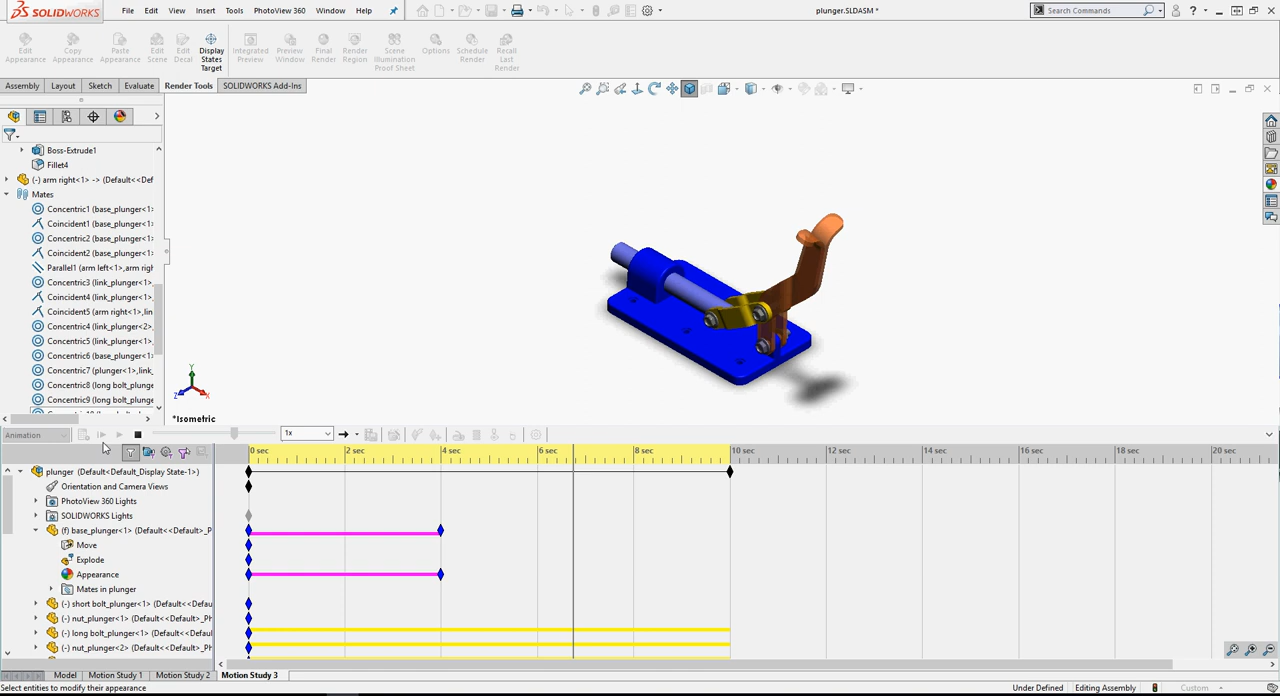 SOLIDWORKS File Edit View Insert Tools PhotoView 360 Window Help plunger.SLDASM * Search Commands
Edit Appearance
Copy Appearance
Paste Appearance
Edit Scene
Edit Decal
Display States Target
Integrated Preview
Preview Window
Final Render
Render Region
Scene Illumination Proof Sheet
Options
Schedule Render
Recall Last Render
Assembly Layout Sketch Evaluate Render Tools SOLIDWORKS Add-Ins
Boss-Extrude1
Fillet4
(-) arm right<1> -> (Default<<Def
Mates
Concentric1 (base_plunger<1>
Coincident1 (base_plunger<1>
Concentric2 (base_plunger<1>
Coincident2 (base_plunger<1>
Parallel1 (arm left<1>,arm righ
Concentric3 (link_plunger<1>,
Coincident4 (link_plunger<1>,
Coincident5 (arm right<1>,lin
Concentric4 (link_plunger<2>,
Concentric5 (link_plunger<1>,
Concentric6 (base_plunger<1>
Concentric7 (plunger<1>,link_
Concentric8 (long bolt_plunge
Concentric9 (long bolt_plunge
Y
Z
X
*Isometric
Animation 1x
0 sec 2 sec 4 sec 6 sec 8 sec 10 sec 12 sec 14 sec 16 sec 18 sec 20 sec
plunger (Default<Default_Display State-1>)
Orientation and Camera Views
PhotoView 360 Lights
SOLIDWORKS Lights
(f) base_plunger<1> (Default<<Default>_P
Move
Explode
Appearance
Mates in plunger
(-) short bolt_plunger<1> (Default<<Defau
(-) nut_plunger<1> (Default<<Default>_Ph
(-) long bolt_plunger<1> (Default<<Defaul
(-) nut_plunger<2> (Default<<Default>_Ph
Model Motion Study 1 Motion Study 2 Motion Study 3
Select entities to modify their appearance Under Defined Editing Assembly Custom